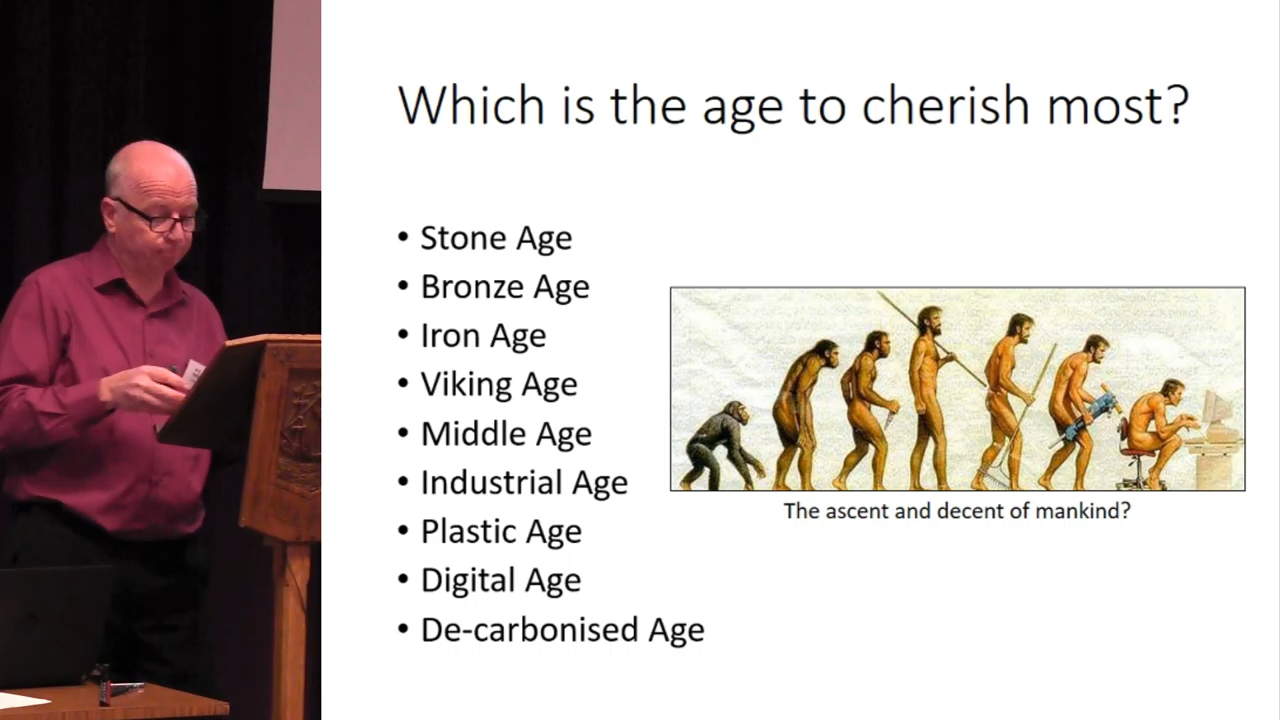 Which is the age to cherish most?
• Stone Age
• Bronze Age
• Iron Age
• Viking Age
• Middle Age
• Industrial Age
• Plastic Age
• Digital Age
• De-carbonised Age
The ascent and decent of mankind?